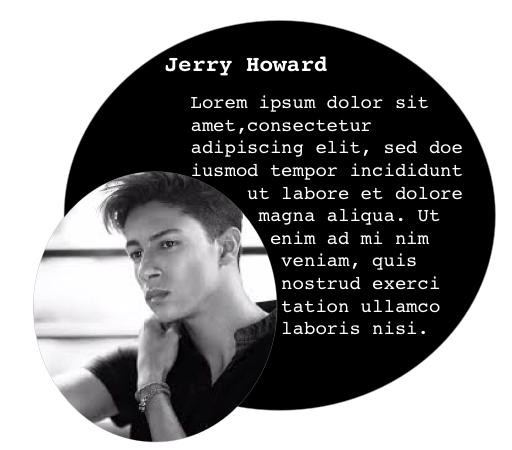 Jerry Howard
Lorem ipsum dolor sit
amet,consectetur
adipiscing elit, sed doe
iusmod tempor incididunt
ut labore et dolore
magna aliqua. Ut
enim ad mi nim
veniam, quis
nostrud exerci
tation ullamco
laboris nisi.